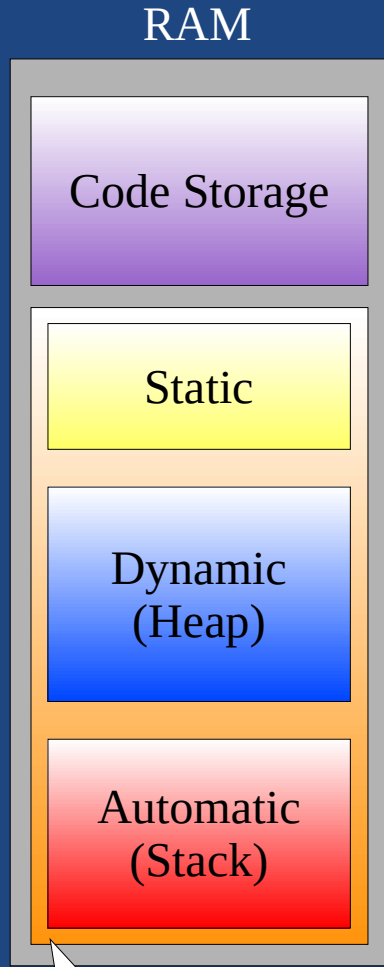 RAM
Code Storage
Static
Dynamic
(Heap)
Automatic
(Stack)